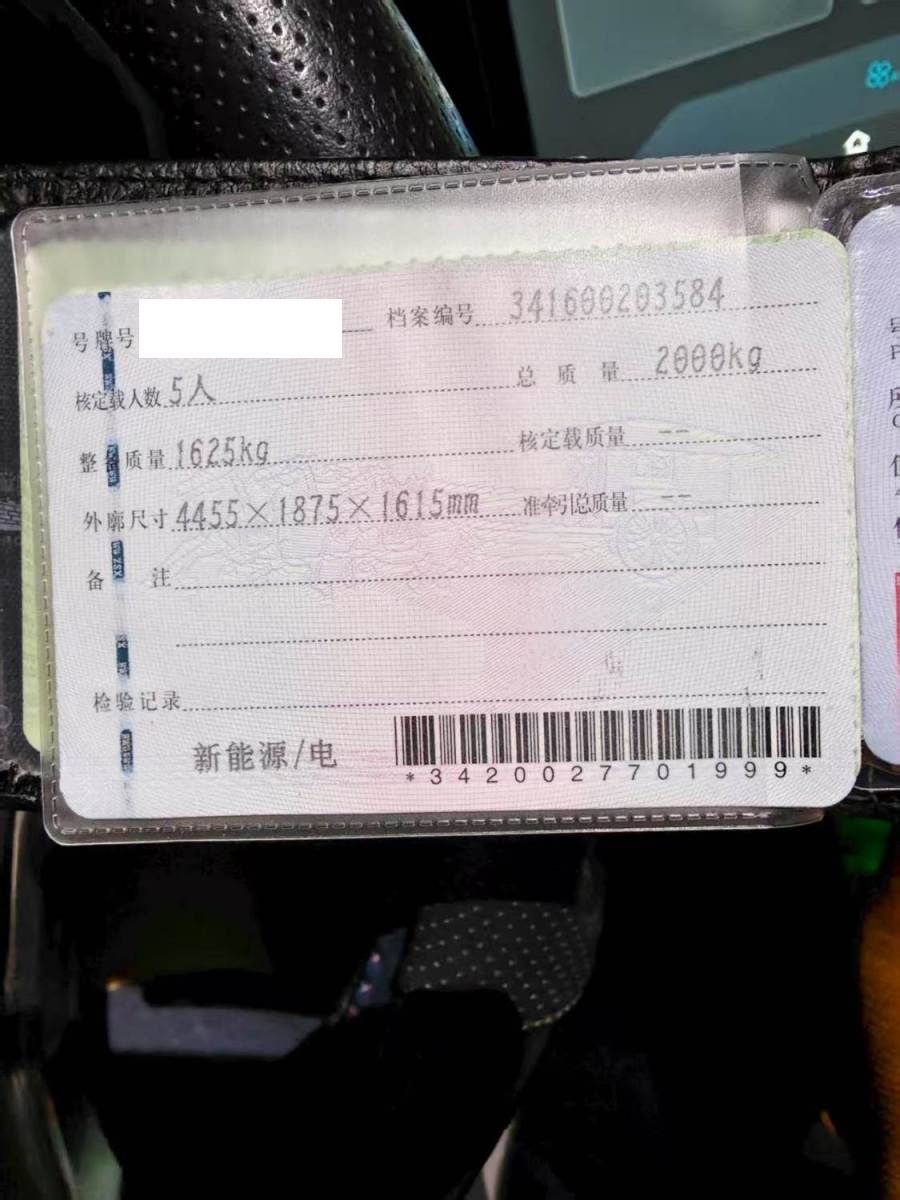 号牌号 档案编号 341600203584
核定载人数 5人 总质量 2000kg
整备质量 1625kg 核定载质量 --
外廓尺寸 4455×1875×1615mm 准牵引总质量 --
备注
检验记录
新能源/电
*3420027701999*